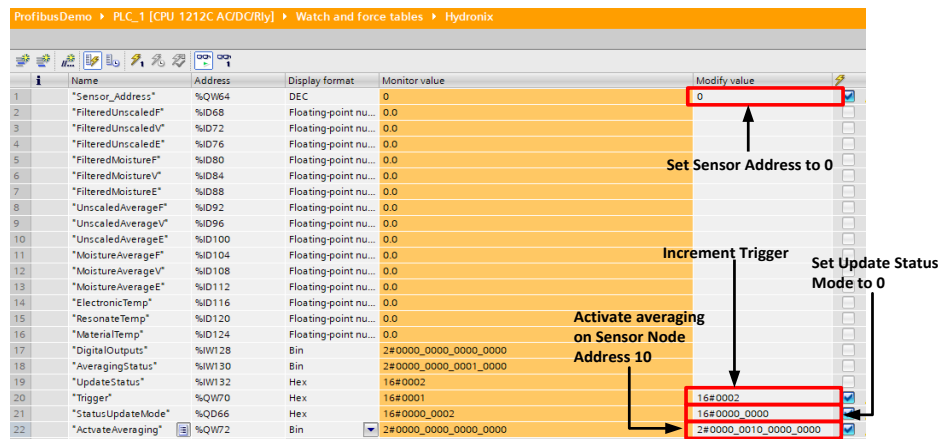 ProfibusDemo ▸ PLC_1 [CPU 1212C AC/DC/Rly] ▸ Watch and force tables ▸ Hydronix
i Name Address Display format Monitor value Modify value
1 "Sensor_Address" %QW64 DEC 0 0
2 "FilteredUnscaledF" %ID68 Floating-point nu... 0.0
3 "FilteredUnscaledV" %ID72 Floating-point nu... 0.0
4 "FilteredUnscaledE" %ID76 Floating-point nu... 0.0
5 "FilteredMoistureF" %ID80 Floating-point nu... 0.0
6 "FilteredMoistureV" %ID84 Floating-point nu... 0.0
7 "FilteredMoistureE" %ID88 Floating-point nu... 0.0
Set Sensor Address to 0
8 "UnscaledAverageF" %ID92 Floating-point nu... 0.0
9 "UnscaledAverageV" %ID96 Floating-point nu... 0.0
10 "UnscaledAverageE" %ID100 Floating-point nu... 0.0
11 "MoistureAverageF" %ID104 Floating-point nu... 0.0
Increment Trigger
12 "MoistureAverageV" %ID108 Floating-point nu... 0.0
Set Update Status
Mode to 0
13 "MoistureAverageE" %ID112 Floating-point nu... 0.0
14 "ElectronicTemp" %ID116 Floating-point nu... 0.0
15 "ResonateTemp" %ID120 Floating-point nu... 0.0
16 "MaterialTemp" %ID124 Floating-point nu... 0.0
Activate averaging
on Sensor Node
Address 10
17 "DigitalOutputs" %IW128 Bin 2#0000_0000_0000_0000
18 "AveragingStatus" %IW130 Bin 2#0000_0000_0001_0000
19 "UpdateStatus" %IW132 Hex 16#0002
20 "Trigger" %QW70 Hex 16#0001 16#0002
21 "StatusUpdateMode" %QD66 Hex 16#0000_0002 16#0000_0000
22 "ActvateAveraging" %QW72 Bin 2#0000_0000_0000_0000 2#0000_0010_0000_0000